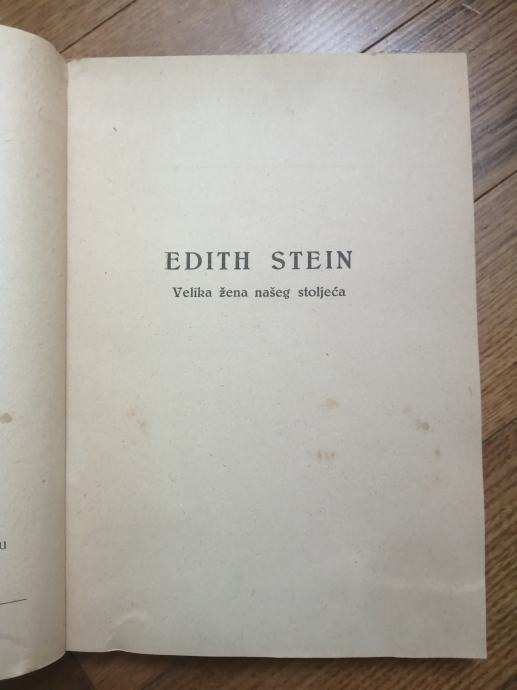 EDITH STEIN
Velika žena našeg stoljeća
u